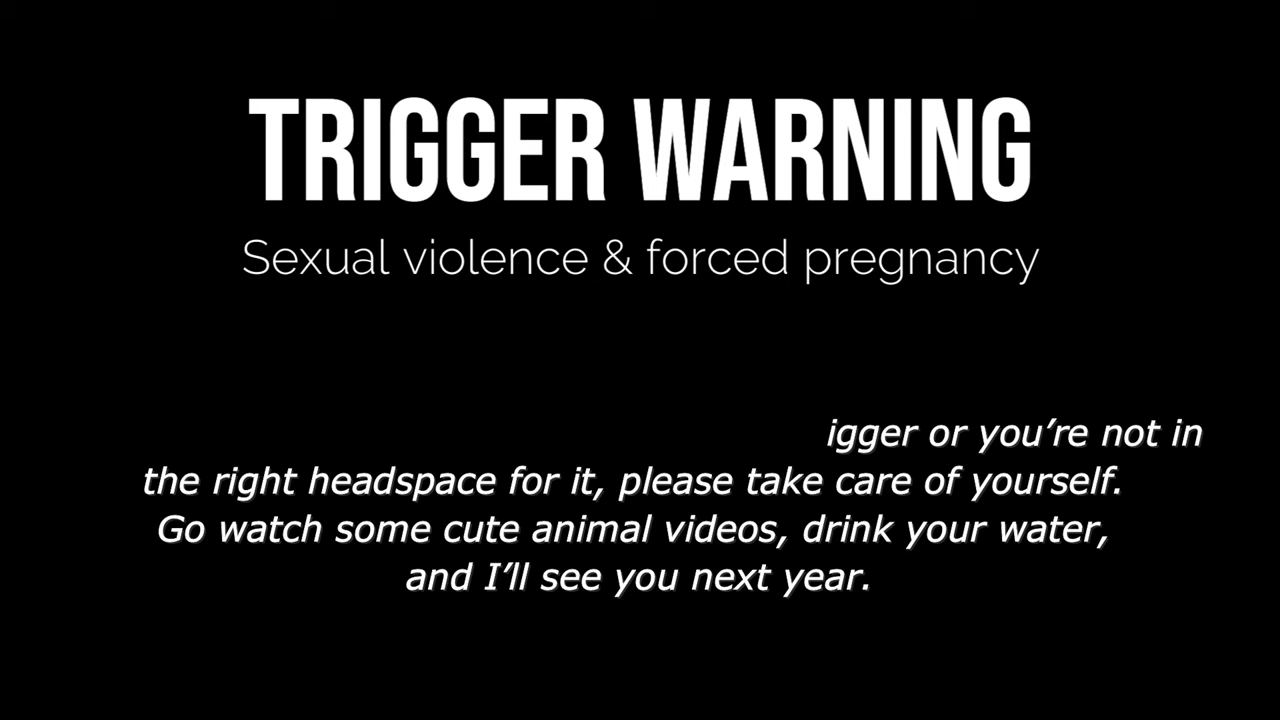 TRIGGER WARNING
Sexual violence & forced pregnancy
igger or you’re not in
the right headspace for it, please take care of yourself.
Go watch some cute animal videos, drink your water,
and I’ll see you next year.